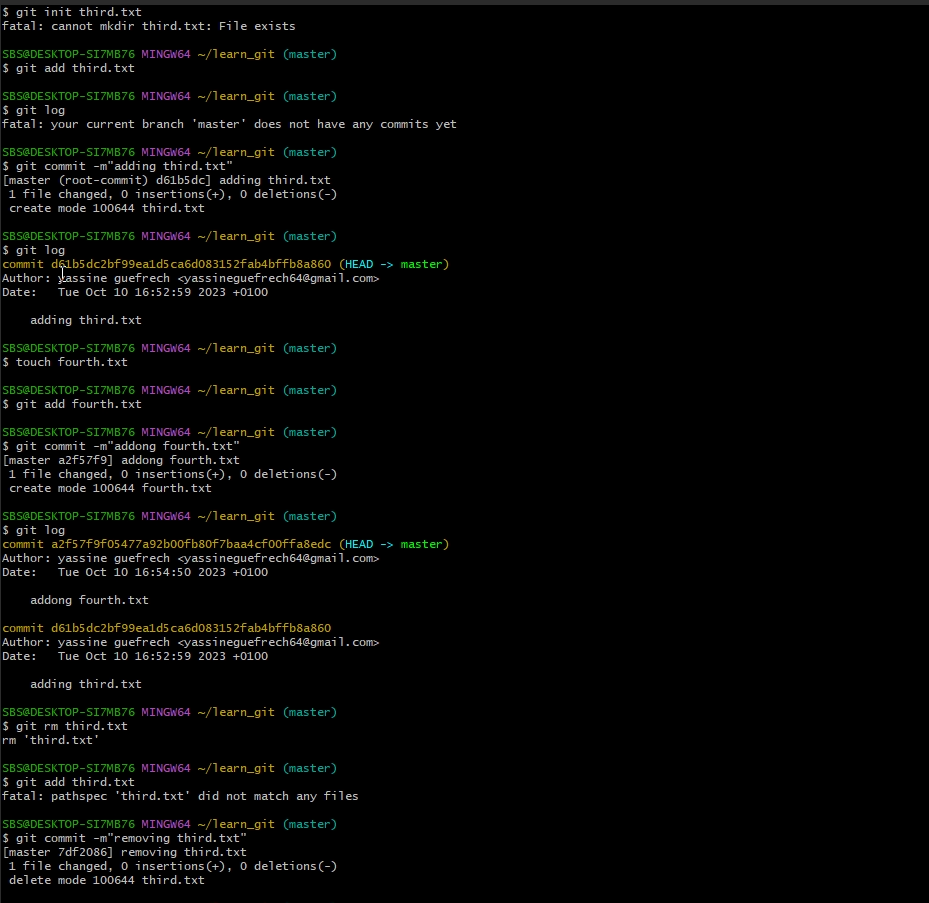 $ git init third.txt
fatal: cannot mkdir third.txt: File exists
SBS@DESKTOP-SI7MB76 MINGW64 ~/learn_git (master)
$ git add third.txt
SBS@DESKTOP-SI7MB76 MINGW64 ~/learn_git (master)
$ git log
fatal: your current branch 'master' does not have any commits yet
SBS@DESKTOP-SI7MB76 MINGW64 ~/learn_git (master)
$ git commit -m"adding third.txt"
[master (root-commit) d61b5dc] adding third.txt
 1 file changed, 0 insertions(+), 0 deletions(-)
 create mode 100644 third.txt
SBS@DESKTOP-SI7MB76 MINGW64 ~/learn_git (master)
$ git log
commit d61b5dc2bf99ea1d5ca6d083152fab4bffb8a860 (HEAD -> master)
Author: yassine guefrech <yassineguefrech64@gmail.com>
Date:   Tue Oct 10 16:52:59 2023 +0100
    adding third.txt
SBS@DESKTOP-SI7MB76 MINGW64 ~/learn_git (master)
$ touch fourth.txt
SBS@DESKTOP-SI7MB76 MINGW64 ~/learn_git (master)
$ git add fourth.txt
SBS@DESKTOP-SI7MB76 MINGW64 ~/learn_git (master)
$ git commit -m"addong fourth.txt"
[master a2f57f9] addong fourth.txt
 1 file changed, 0 insertions(+), 0 deletions(-)
 create mode 100644 fourth.txt
SBS@DESKTOP-SI7MB76 MINGW64 ~/learn_git (master)
$ git log
commit a2f57f9f05477a92b00fb80f7baa4cf00ffa8edc (HEAD -> master)
Author: yassine guefrech <yassineguefrech64@gmail.com>
Date:   Tue Oct 10 16:54:50 2023 +0100
    addong fourth.txt
commit d61b5dc2bf99ea1d5ca6d083152fab4bffb8a860
Author: yassine guefrech <yassineguefrech64@gmail.com>
Date:   Tue Oct 10 16:52:59 2023 +0100
    adding third.txt
SBS@DESKTOP-SI7MB76 MINGW64 ~/learn_git (master)
$ git rm third.txt
rm 'third.txt'
SBS@DESKTOP-SI7MB76 MINGW64 ~/learn_git (master)
$ git add third.txt
fatal: pathspec 'third.txt' did not match any files
SBS@DESKTOP-SI7MB76 MINGW64 ~/learn_git (master)
$ git commit -m"removing third.txt"
[master 7df2086] removing third.txt
 1 file changed, 0 insertions(+), 0 deletions(-)
 delete mode 100644 third.txt